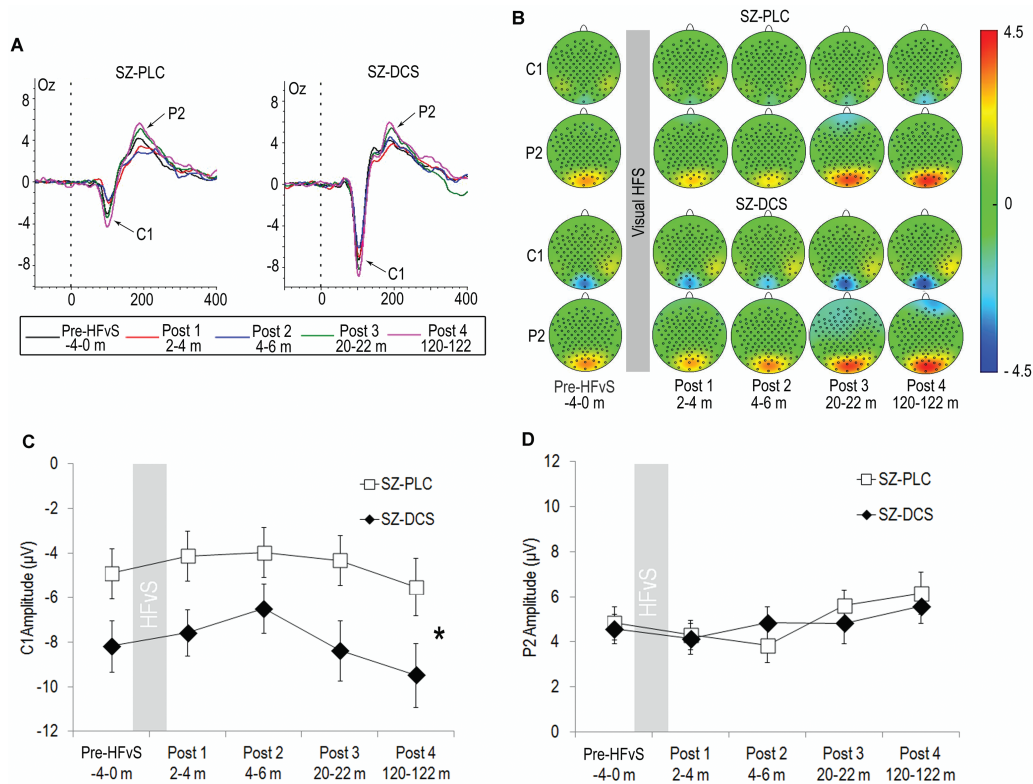 A
SZ-PLC
Oz
P2
C1
8
4
0
-4
-8
0
200
400
SZ-DCS
Oz
P2
C1
8
4
0
-4
-8
0
200
400
Pre-HFvS
-4-0 m
Post 1
2-4 m
Post 2
4-6 m
Post 3
20-22 m
Post 4
120-122
B
SZ-PLC
C1
P2
Visual HFS
SZ-DCS
C1
P2
Pre-HFvS
-4-0 m
Post 1
2-4 m
Post 2
4-6 m
Post 3
20-22 m
Post 4
120-122 m
4.5
0
-4.5
C
C1 Amplitude (µV)
0
-2
-4
-6
-8
-10
-12
HFvS
SZ-PLC
SZ-DCS
*
Pre-HFvS
-4-0 m
Post 1
2-4 m
Post 2
4-6 m
Post 3
20-22 m
Post 4
120-122 m
D
P2 Amplitude (µV)
12
10
8
6
4
2
0
HFvS
SZ-PLC
SZ-DCS
Pre-HFvS
-4-0 m
Post 1
2-4 m
Post 2
4-6 m
Post 3
20-22 m
Post 4
120-122 m